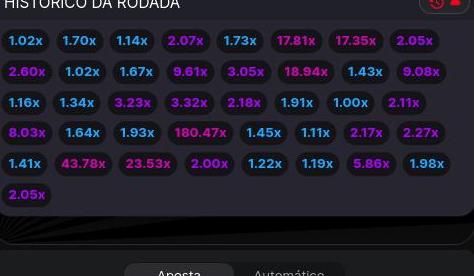 HISTÓRICO DA RODADA
1.02x 1.70x 1.14x 2.07x 1.73x 17.81x 17.35x 2.05x
2.60x 1.02x 1.67x 9.61x 3.05x 18.94x 1.43x 9.08x
1.16x 1.34x 3.23x 3.32x 2.18x 1.91x 1.00x 2.11x
8.03x 1.64x 1.93x 180.47x 1.45x 1.11x 2.17x 2.27x
1.41x 43.78x 23.53x 2.00x 1.22x 1.19x 5.86x 1.98x
2.05x
Aposta Automático